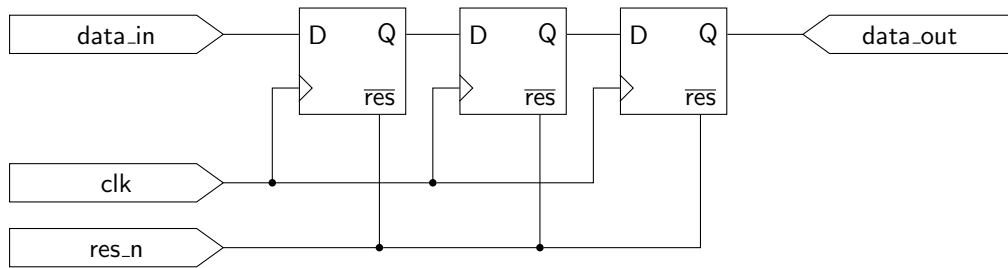 data_in
D
Q
res
D
Q
res
D
Q
res
data_out
clk
res_n